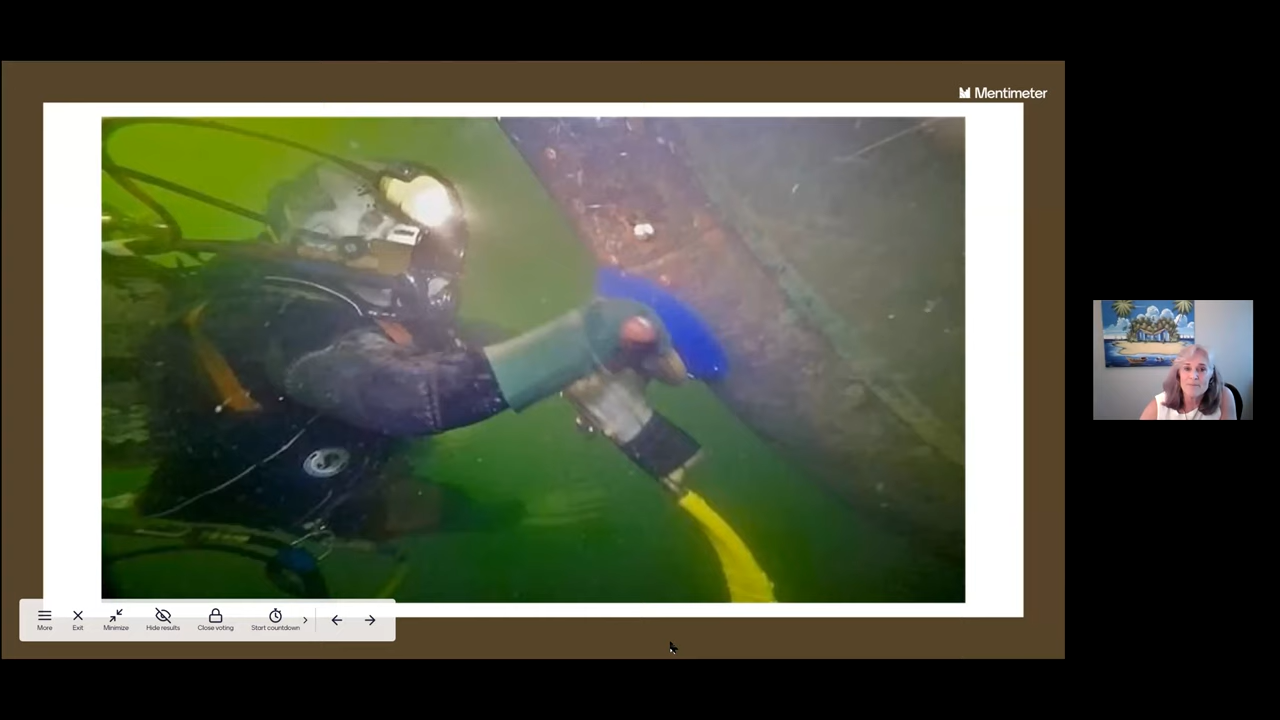 Mentimeter
More
Exit
Minimize
Hide results
Close voting
Start countdown